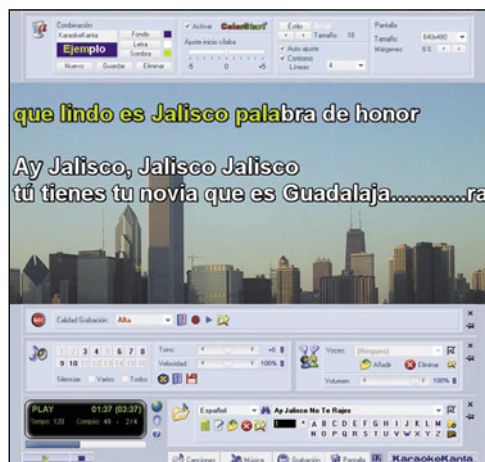 Combinación
KaraokeKanta
Fondo
Letra
Sombra
Ejemplo
Nuevo Guardar Eliminar
Activar ColorStart
Ajuste inicio sílaba
-5 0 +5
Estilo
Tamaño: 18
Auto ajuste
Contorno
Líneas: 4
Pantalla
Tamaño: 640x480
Márgenes: 8%
que lindo es Jalisco palabra de honor
Ay Jalisco, Jalisco Jalisco
tú tienes tu novia que es Guadalaja...........ra
REC Calidad Grabación: Alta
1 2 3 4 5 6 7 8
9 10 11 12 13 14 15 16
Silenciar Varios Todos
Tono: +0
Velocidad: 100%
Voces: (Ninguna)
Añadir Eliminar
Volumen 100%
PLAY 01:37 (03:37)
Tempo: 120 Compás: 49 - 2/4
Español Ay Jalisco No Te Rajes
* A B C D E F G H I J K L M
N O P Q R S T U V W X Y Z
Canciones Música Grabación Pantalla KaraokeKanta